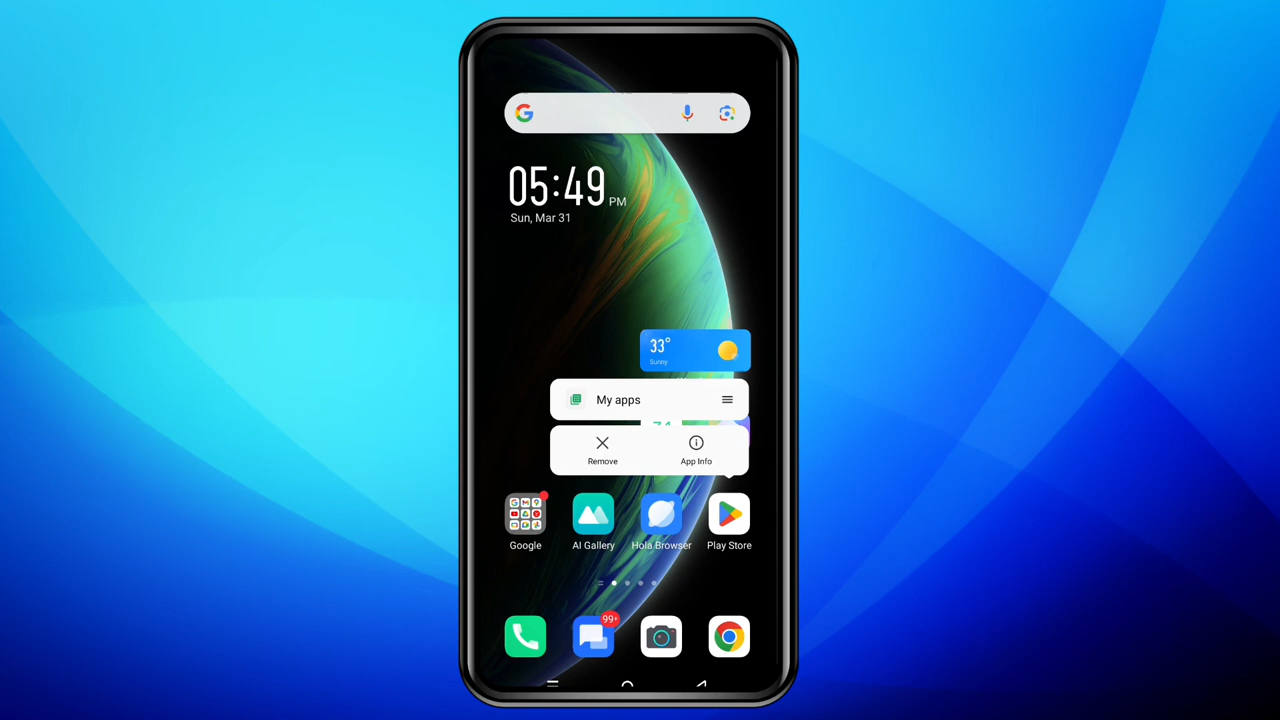 05:49 PM
Sun, Mar 31
33°
Sunny
My apps
Remove
App Info
Google
AI Gallery
Hola Browser
Play Store
99+